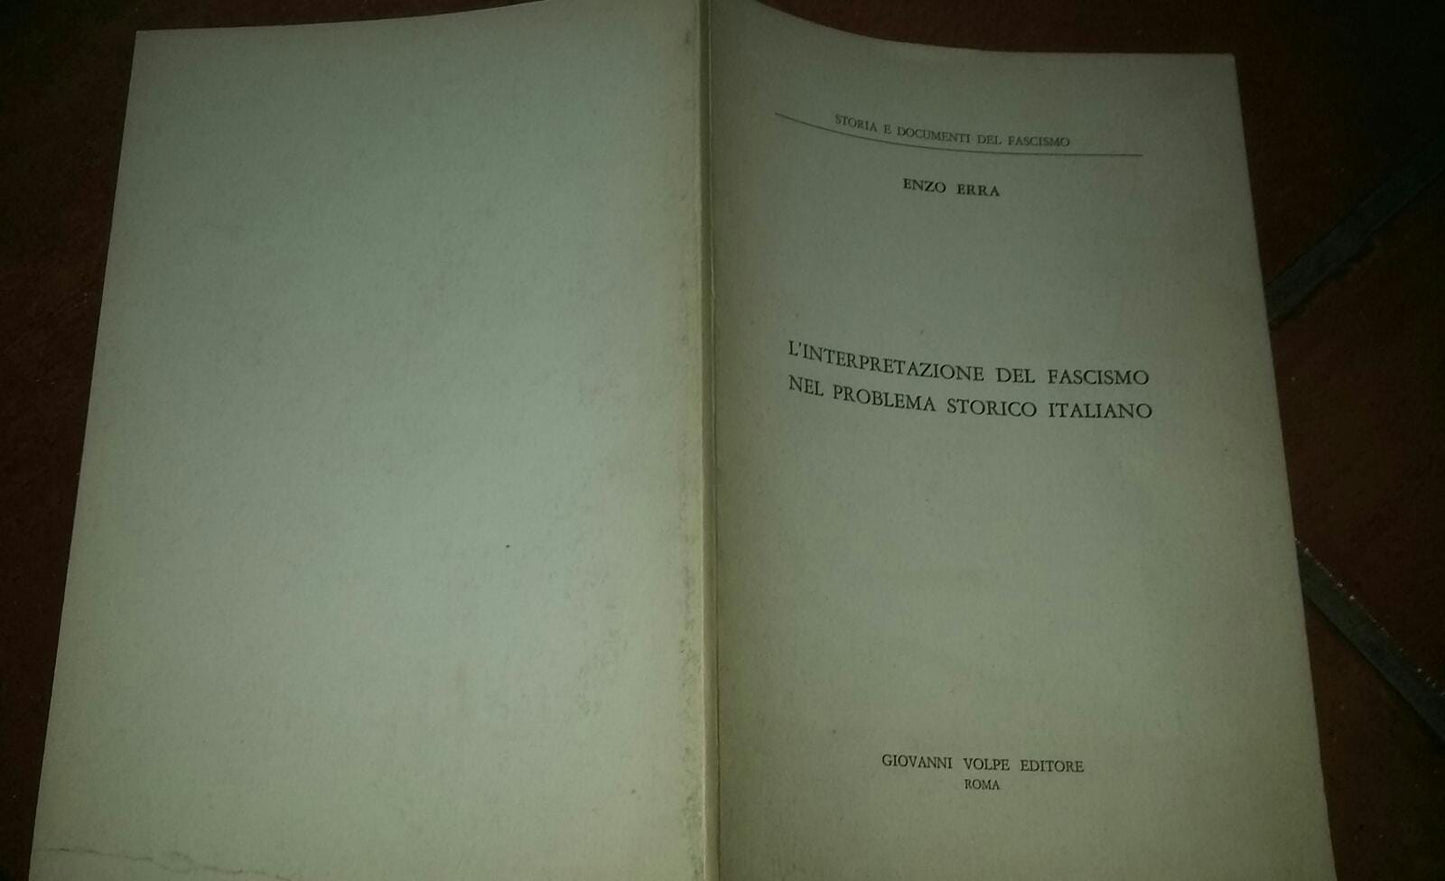 STORIA E DOCUMENTI DEL FASCISMO
ENZO ERRA
L'INTERPRETAZIONE DEL FASCISMO
NEL PROBLEMA STORICO ITALIANO
GIOVANNI VOLPE EDITORE
ROMA